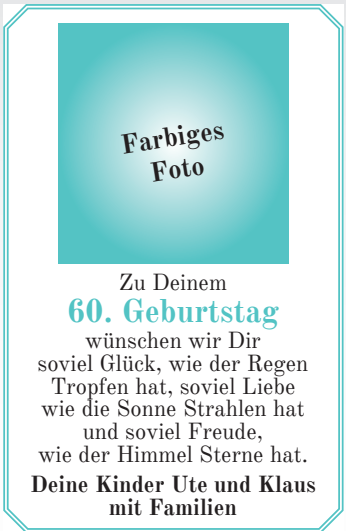 Farbiges
Foto
Zu Deinem
60. Geburtstag
wünschen wir Dir
soviel Glück, wie der Regen
Tropfen hat, soviel Liebe
wie die Sonne Strahlen hat
und soviel Freude,
wie der Himmel Sterne hat.
Deine Kinder Ute und Klaus
mit Familien